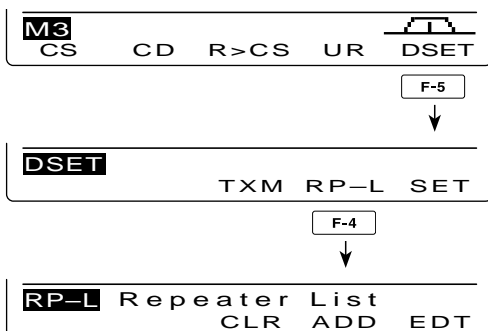 M3
CS CD R>CS UR DSET
F-5
DSET
TXM RP–L SET
F-4
RP–L Repeater List
CLR ADD EDT